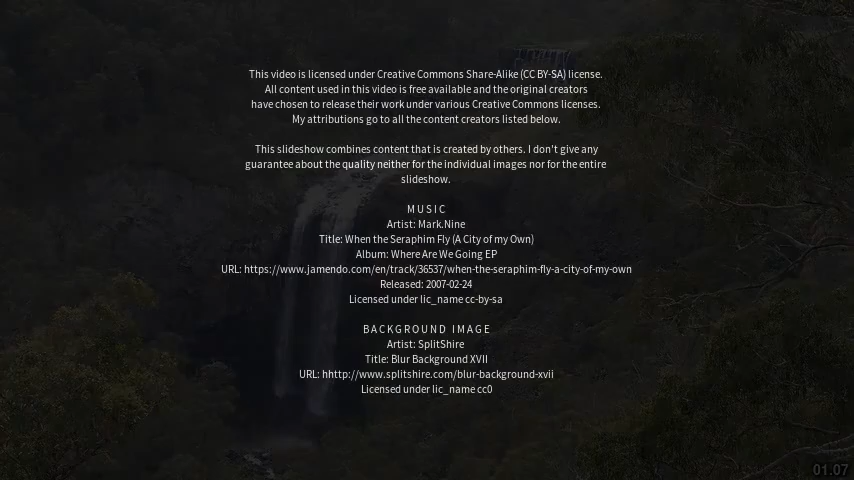 This video is licensed under Creative Commons Share-Alike (CC BY-SA) license.
All content used in this video is free available and the original creators
have chosen to release their work under various Creative Commons licenses.
My attributions go to all the content creators listed below.
This slideshow combines content that is created by others. I don't give any
guarantee about the quality neither for the individual images nor for the entire
slideshow.
MUSIC
Artist: Mark.Nine
Title: When the Seraphim Fly (A City of my Own)
Album: Where Are We Going EP
URL: https://www.jamendo.com/en/track/36537/when-the-seraphim-fly-a-city-of-my-own
Released: 2007-02-24
Licensed under lic_name cc-by-sa
BACKGROUND IMAGE
Artist: SplitShire
Title: Blur Background XVII
URL: hhttp://www.splitshire.com/blur-background-xvii
Licensed under lic_name cc0
01.07